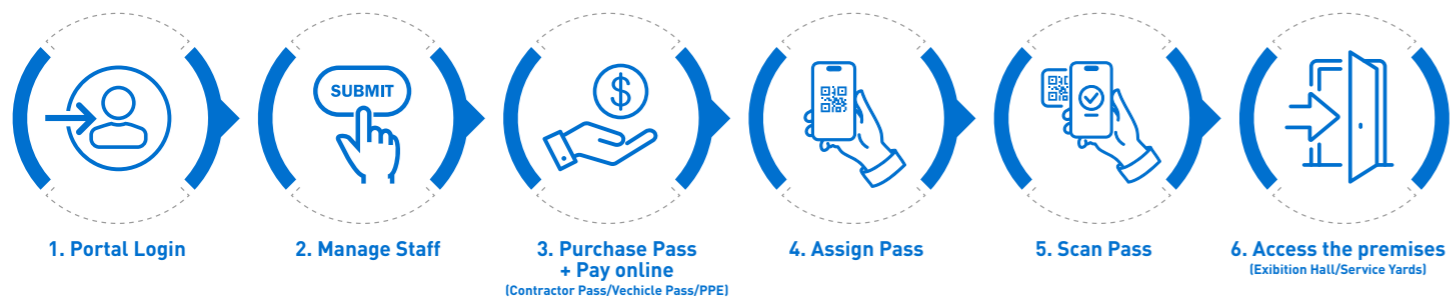 SUBMIT
$
1. Portal Login
2. Manage Staff
3. Purchase Pass
+ Pay online
(Contractor Pass/Vechicle Pass/PPE)
4. Assign Pass
5. Scan Pass
6. Access the premises
(Exibition Hall/Service Yards)